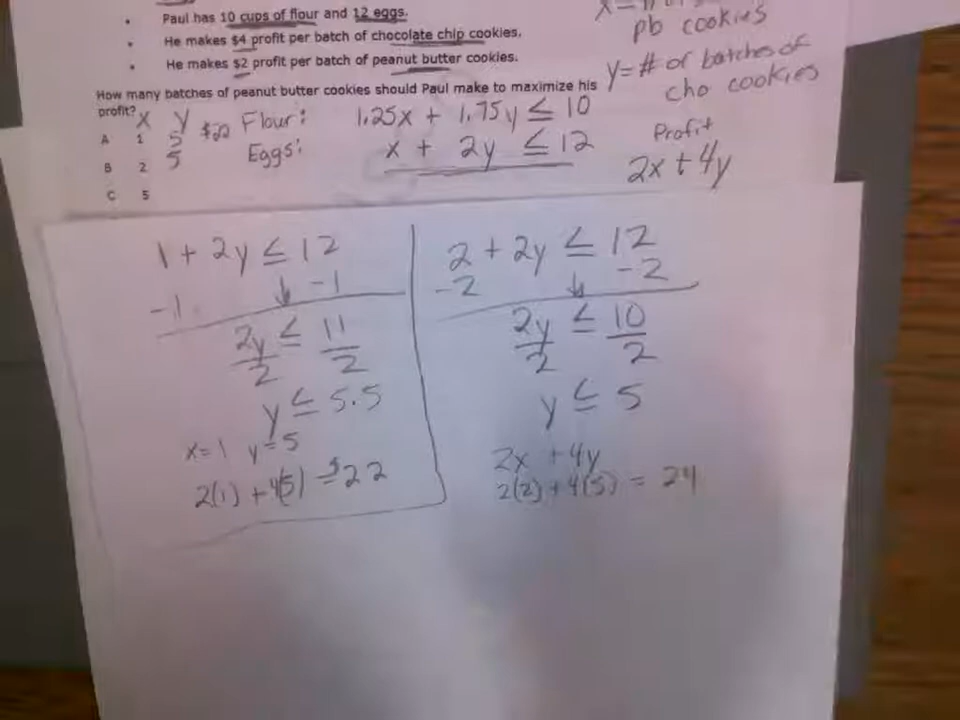 • Paul has 10 cups of flour and 12 eggs.
• He makes $4 profit per batch of chocolate chip cookies.
• He makes $2 profit per batch of peanut butter cookies.
How many batches of peanut butter cookies should Paul make to maximize his
profit?
A 1
B 2
C 5
x y
5 $22
5
Flour: 1.25x + 1.75y ≤ 10
Eggs: x + 2y ≤ 12
pb cookies
y = # of batches of
cho cookies
Profit
2x + 4y
1 + 2y ≤ 12
-1 ↓ -1
2y/2 ≤ 11/2
y ≤ 5.5
x=1 y=5
2(1) + 4(5) = $22
2 + 2y ≤ 12
-2 ↓ -2
2y/2 ≤ 10/2
y ≤ 5
2x + 4y
2(2) + 4(5) = 24